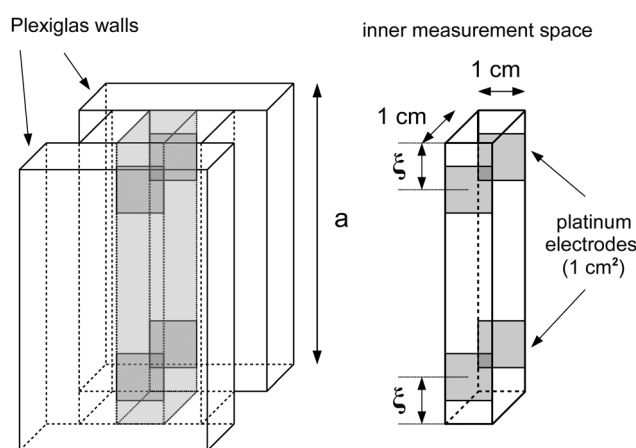 Plexiglas walls
inner measurement space
1 cm
1 cm
ξ
a
platinum
electrodes
(1 cm²)
ξ